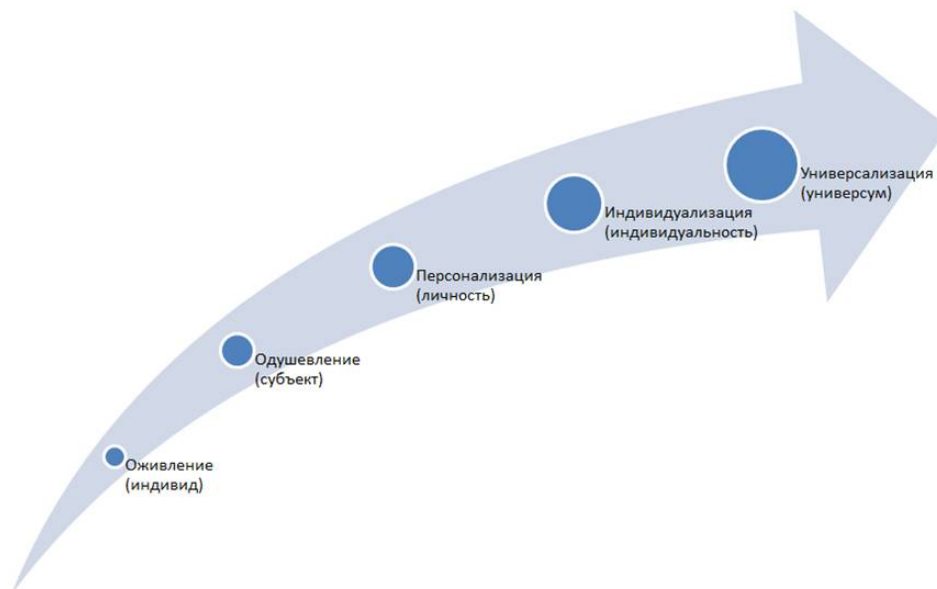 Универсализация
(универсум)
Индивидуализация
(индивидуальность)
Персонализация
(личность)
Одушевление
(субъект)
Оживление
(индивид)